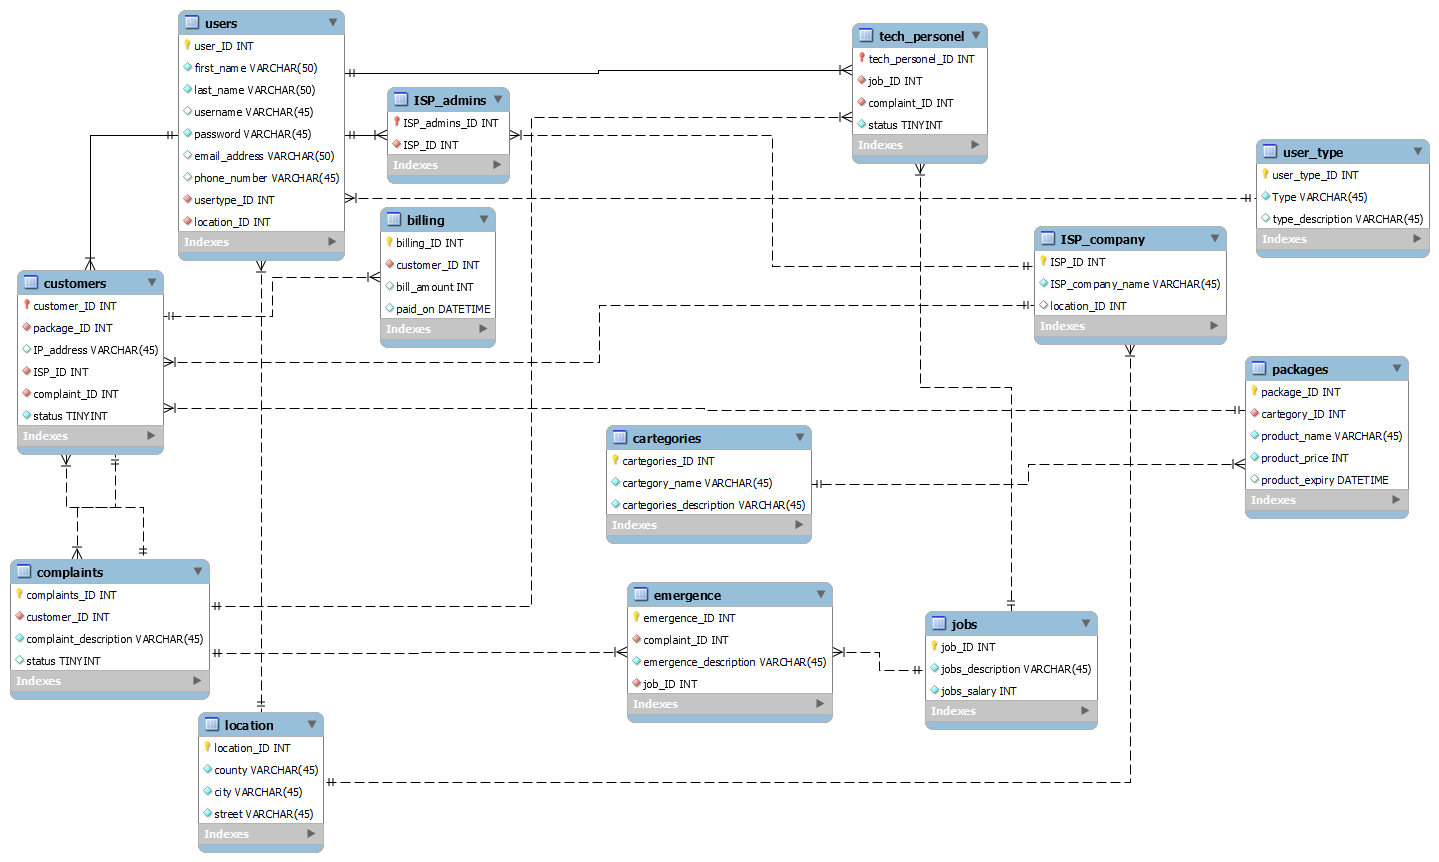 users
user_ID INT
first_name VARCHAR(50)
last_name VARCHAR(50)
username VARCHAR(45)
password VARCHAR(45)
email_address VARCHAR(50)
phone_number VARCHAR(45)
usertype_ID INT
location_ID INT
Indexes
ISP_admins
ISP_admins_ID INT
ISP_ID INT
Indexes
tech_personel
tech_personel_ID INT
job_ID INT
complaint_ID INT
status TINYINT
Indexes
user_type
user_type_ID INT
Type VARCHAR(45)
type_description VARCHAR(45)
Indexes
billing
billing_ID INT
customer_ID INT
bill_amount INT
paid_on DATETIME
Indexes
ISP_company
ISP_ID INT
ISP_company_name VARCHAR(45)
location_ID INT
Indexes
customers
customer_ID INT
package_ID INT
IP_address VARCHAR(45)
ISP_ID INT
complaint_ID INT
status TINYINT
Indexes
packages
package_ID INT
cartegory_ID INT
product_name VARCHAR(45)
product_price INT
product_expiry DATETIME
Indexes
cartegories
cartegories_ID INT
cartegory_name VARCHAR(45)
cartegories_description VARCHAR(45)
Indexes
complaints
complaints_ID INT
customer_ID INT
complaint_description VARCHAR(45)
status TINYINT
Indexes
emergence
emergence_ID INT
complaint_ID INT
emergence_description VARCHAR(45)
job_ID INT
Indexes
jobs
job_ID INT
jobs_description VARCHAR(45)
jobs_salary INT
Indexes
location
location_ID INT
county VARCHAR(45)
city VARCHAR(45)
street VARCHAR(45)
Indexes